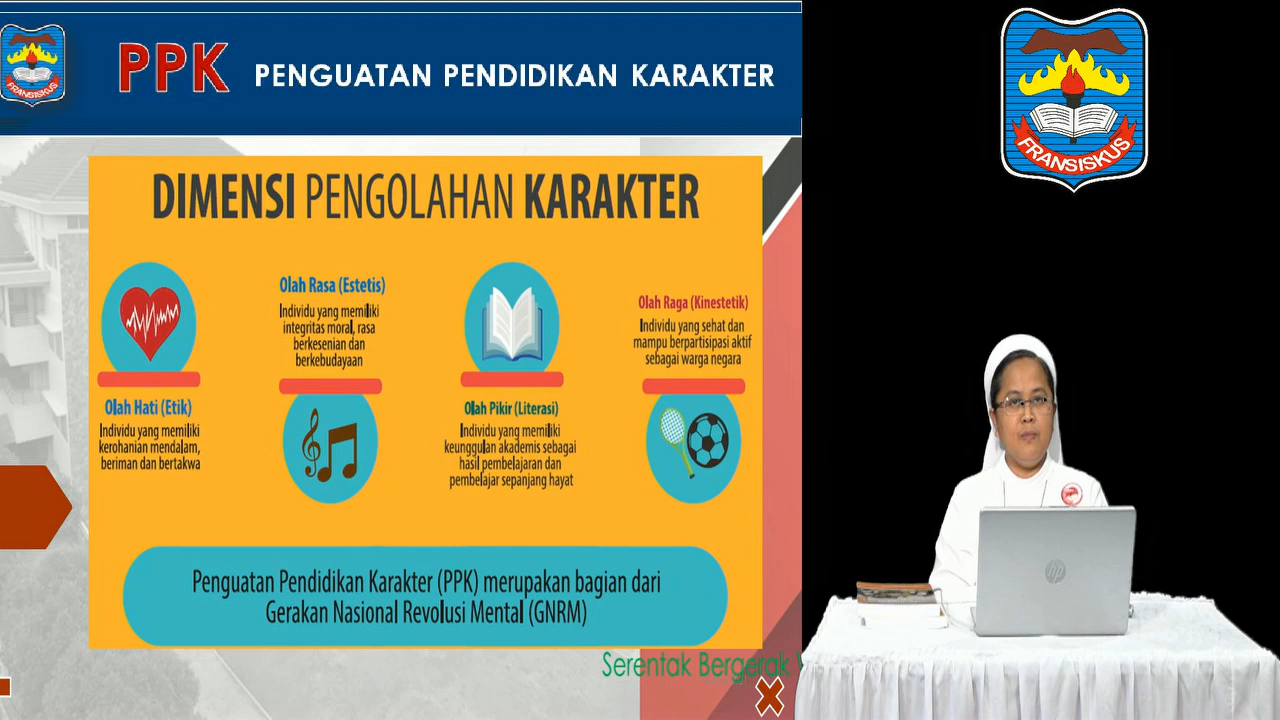 FRANSISKUS
PPK PENGUATAN PENDIDIKAN KARAKTER
DIMENSI PENGOLAHAN KARAKTER
Olah Hati (Etik)
Individu yang memiliki
kerohanian mendalam,
beriman dan bertakwa
Olah Rasa (Estetis)
Individu yang memiliki
integritas moral, rasa
berkesenian dan
berkebudayaan
Olah Pikir (Literasi)
Individu yang memiliki
keunggulan akademis sebagai
hasil pembelajaran dan
pembelajar sepanjang hayat
Olah Raga (Kinestetik)
Individu yang sehat dan
mampu berpartisipasi aktif
sebagai warga negara
Penguatan Pendidikan Karakter (PPK) merupakan bagian dari
Gerakan Nasional Revolusi Mental (GNRM)
Serentak Bergerak
FRANSISKUS
hp